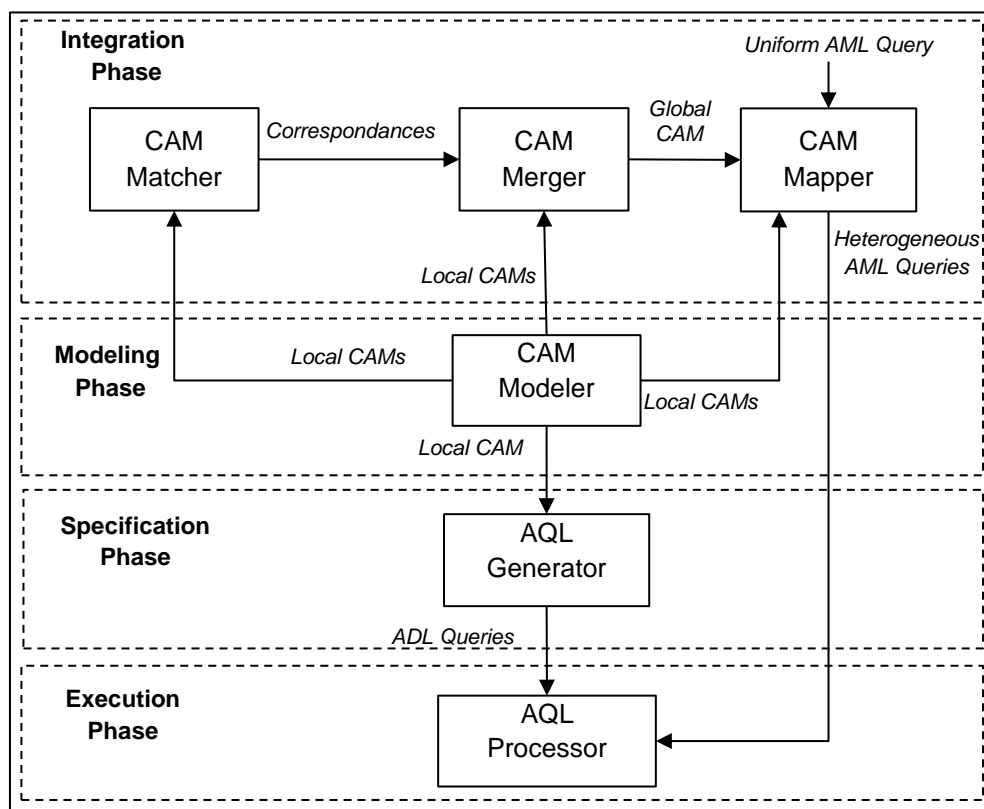 Integration
Phase
Uniform AML Query
CAM
Matcher
Correspondances
CAM
Merger
Global
CAM
CAM
Mapper
Heterogeneous
AML Queries
Local CAMs
Modeling
Phase
Local CAMs
CAM
Modeler
Local CAMs
Local CAM
Specification
Phase
AQL
Generator
ADL Queries
Execution
Phase
AQL
Processor